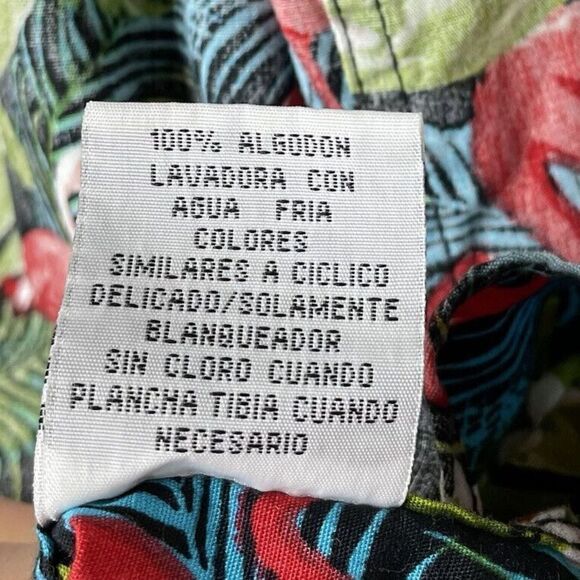 100% ALGODON
LAVADORA CON
AGUA FRIA
COLORES
SIMILARES A CICLICO
DELICADO/SOLAMENTE
BLANQUEADOR
SIN CLORO CUANDO
PLANCHA TIBIA CUANDO
NECESARIO